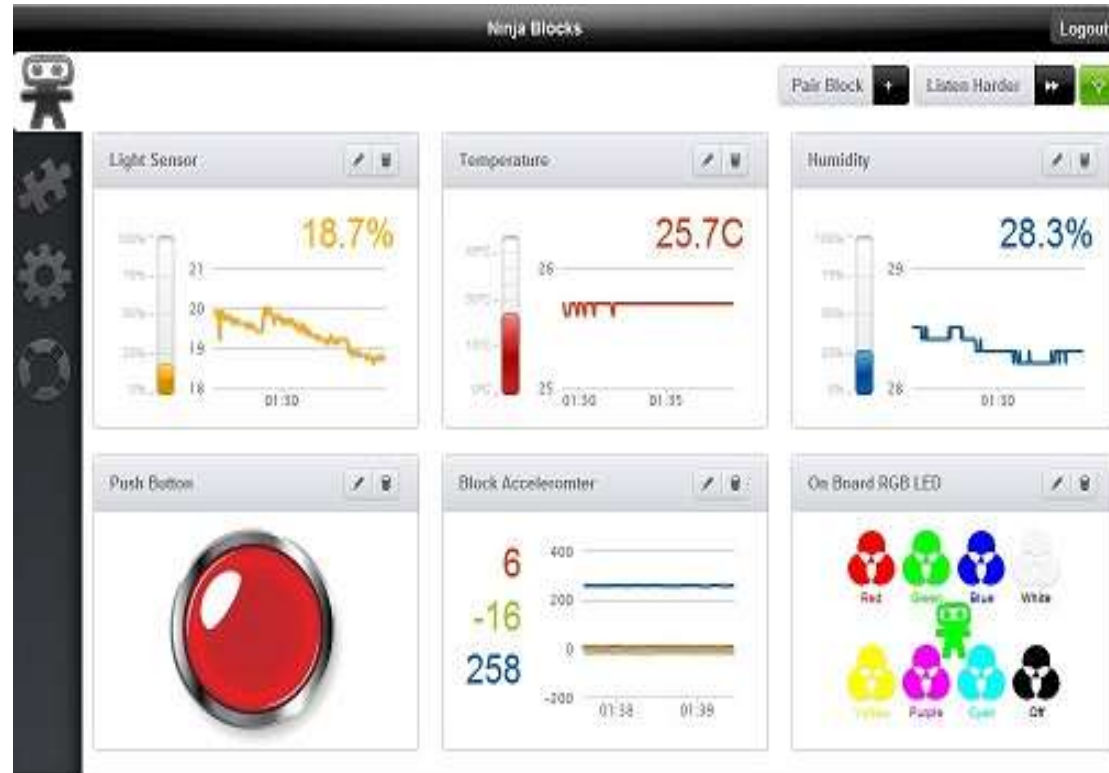 Ninja Blocks
Logout
Pair Block
Listen Harder
Light Sensor
18.7%
21
20
19
18
01:30
Temperature
25.7C
26
25
01:30 01:35
Humidity
28.3%
29
28
01:30
Push Button
Block Acceleromter
6
-16
258
400
200
0
-200
01:38 01:39
On Board RGB LED
Red Green Blue White
Yellow Purple Cyan Off